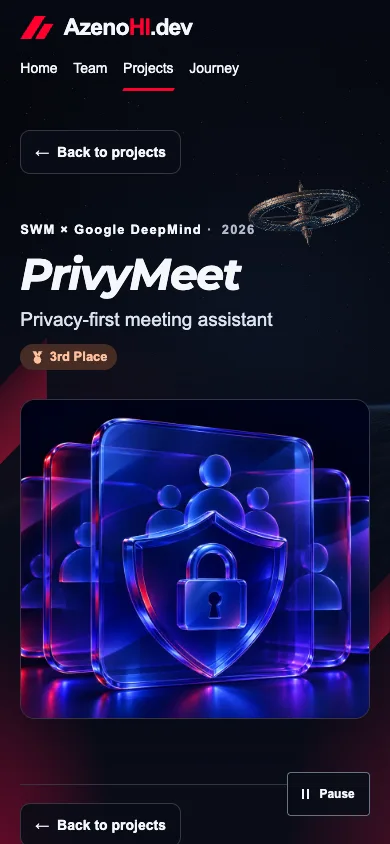 AzenoHI.dev
Home Team Projects Journey
← Back to projects
SWM × Google DeepMind · 2026
PrivyMeet
Privacy-first meeting assistant
3rd Place
Pause
← Back to projects